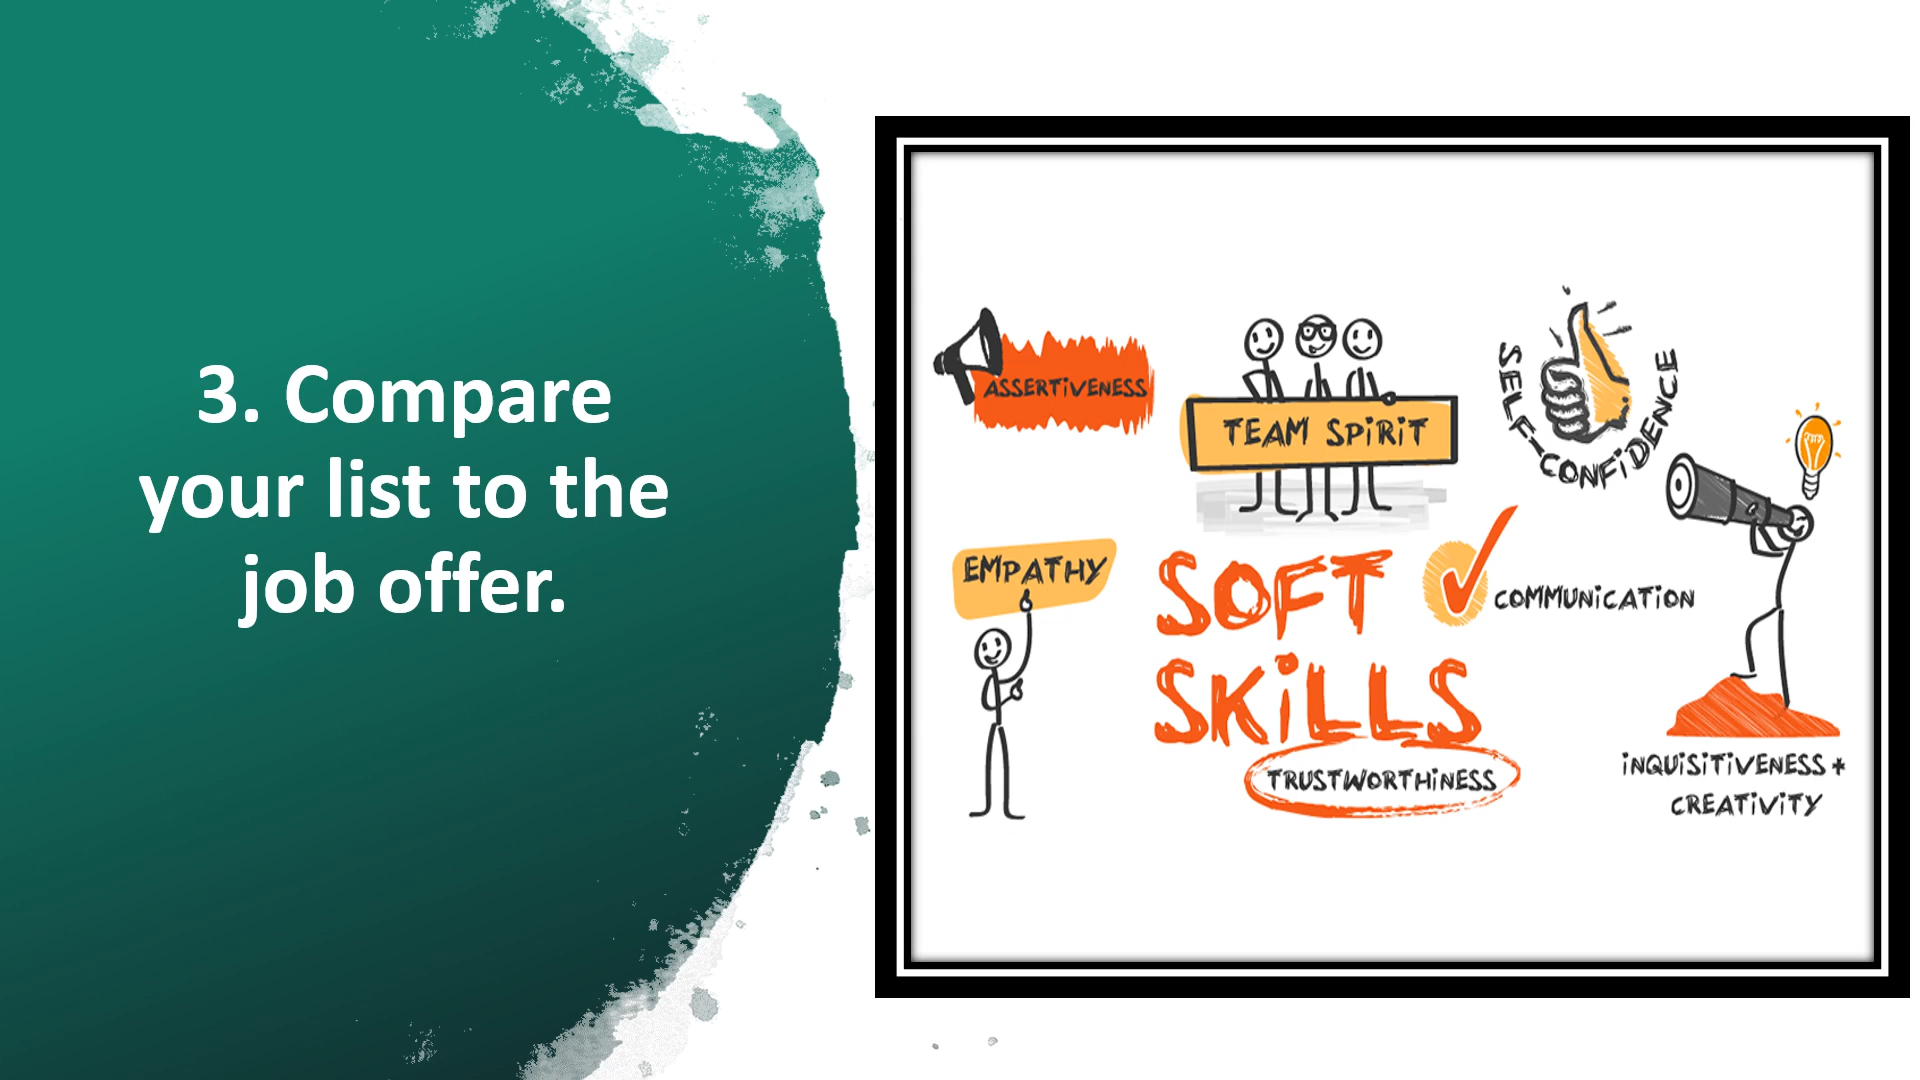 3. Compare
your list to the
job offer.
ASSERTiVENESS
TEAM SPiRiT
SELF-CONFiDENCE
EMPATHY
SOFT
SKiLLS
COMMUNiCATiON
TRUSTWORTHiNESS
iNQUiSiTiVENESS +
CREATiViTY